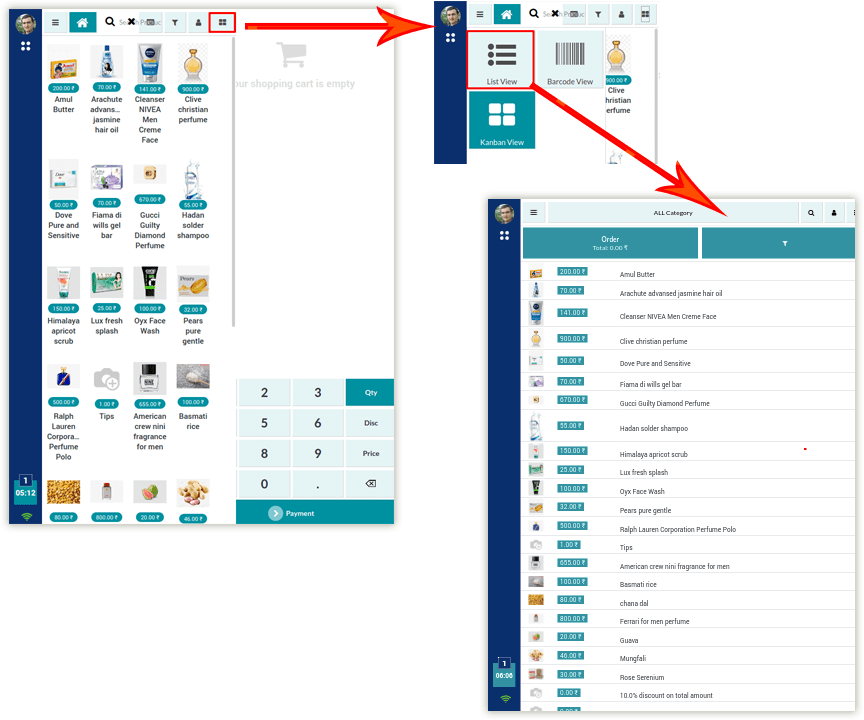 Search Products
ur shopping cart is empty
200.00 ₹
70.00 ₹
141.00 ₹
900.00 ₹
Amul
Butter
Arachute
advans...
jasmine
hair oil
Cleanser
NIVEA
Men
Creme
Face
Clive
christian
perfume
50.00 ₹
70.00 ₹
670.00 ₹
55.00 ₹
Dove
Pure and
Sensitive
Fiama di
wills gel
bar
Gucci
Guilty
Diamond
Perfume
Hadan
solder
shampoo
150.00 ₹
25.00 ₹
100.00 ₹
32.00 ₹
Himalaya
apricot
scrub
Lux fresh
splash
Oyx Face
Wash
Pears
pure
gentle
500.00 ₹
1.00 ₹
655.00 ₹
100.00 ₹
Ralph
Lauren
Corpora...
Perfume
Polo
Tips
American
crew nini
fragrance
for men
Basmati
rice
80.00 ₹
800.00 ₹
20.00 ₹
46.00 ₹
2 3 Qty
5 6 Disc
8 9 Price
0 .
Payment
1
05:12
List View
Barcode View
Kanban View
900.00 ₹
Clive
hristian
erfume
ALL Category
Order
Total: 0.00 ₹
200.00 ₹ Amul Butter
70.00 ₹ Arachute advansed jasmine hair oil
141.00 ₹ Cleanser NIVEA Men Creme Face
900.00 ₹ Clive christian perfume
50.00 ₹ Dove Pure and Sensitive
70.00 ₹ Fiama di wills gel bar
670.00 ₹ Gucci Guilty Diamond Perfume
55.00 ₹ Hadan solder shampoo
150.00 ₹ Himalaya apricot scrub
25.00 ₹ Lux fresh splash
100.00 ₹ Oyx Face Wash
32.00 ₹ Pears pure gentle
500.00 ₹ Ralph Lauren Corporation Perfume Polo
1.00 ₹ Tips
655.00 ₹ American crew nini fragrance for men
100.00 ₹ Basmati rice
80.00 ₹ chana dal
800.00 ₹ Ferrari for men perfume
20.00 ₹ Guava
46.00 ₹ Mungfali
30.00 ₹ Rose Serenium
0.00 ₹ 10.0% discount on total amount
1
06:06